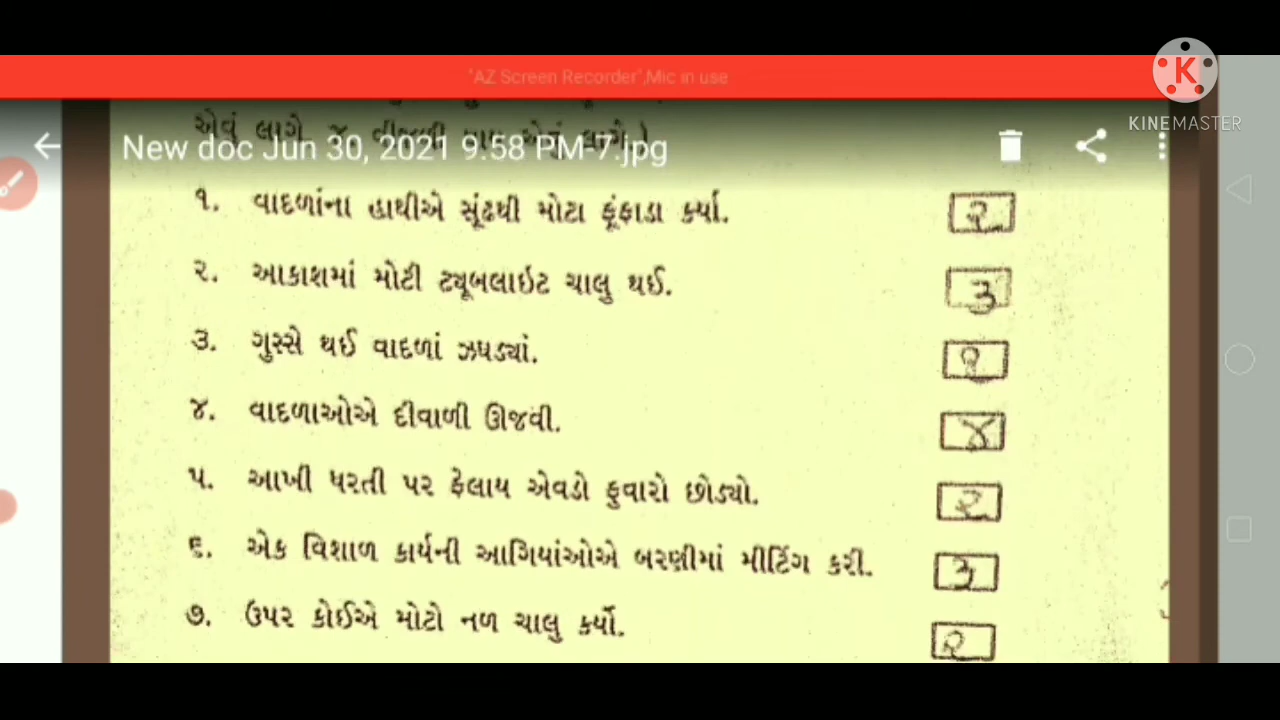 "AZ Screen Recorder",Mic in use
KINEMASTER
એવું લાગે
New doc Jun 30, 2021 9:58 PM-7.jpg
૧. વાદળાંના હાથીએ સૂંઢથી મોટા ફૂંફાડા કર્યા. ૨
૨. આકાશમાં મોટી ટ્યૂબલાઇટ ચાલુ થઈ. ૩
૩. ગુસ્સે થઈ વાદળાં ઝઘડ્યાં. ૧
૪. વાદળાઓએ દીવાળી ઊજવી. ૪
૫. આખી ધરતી પર ફેલાય એવડો ફુવારો છોડ્યો. ૨
૬. એક વિશાળ કાર્યની આગિયાંઓએ બરણીમાં મીટિંગ કરી. ૩
૭. ઉપર કોઈએ મોટો નળ ચાલુ કર્યો. ૨